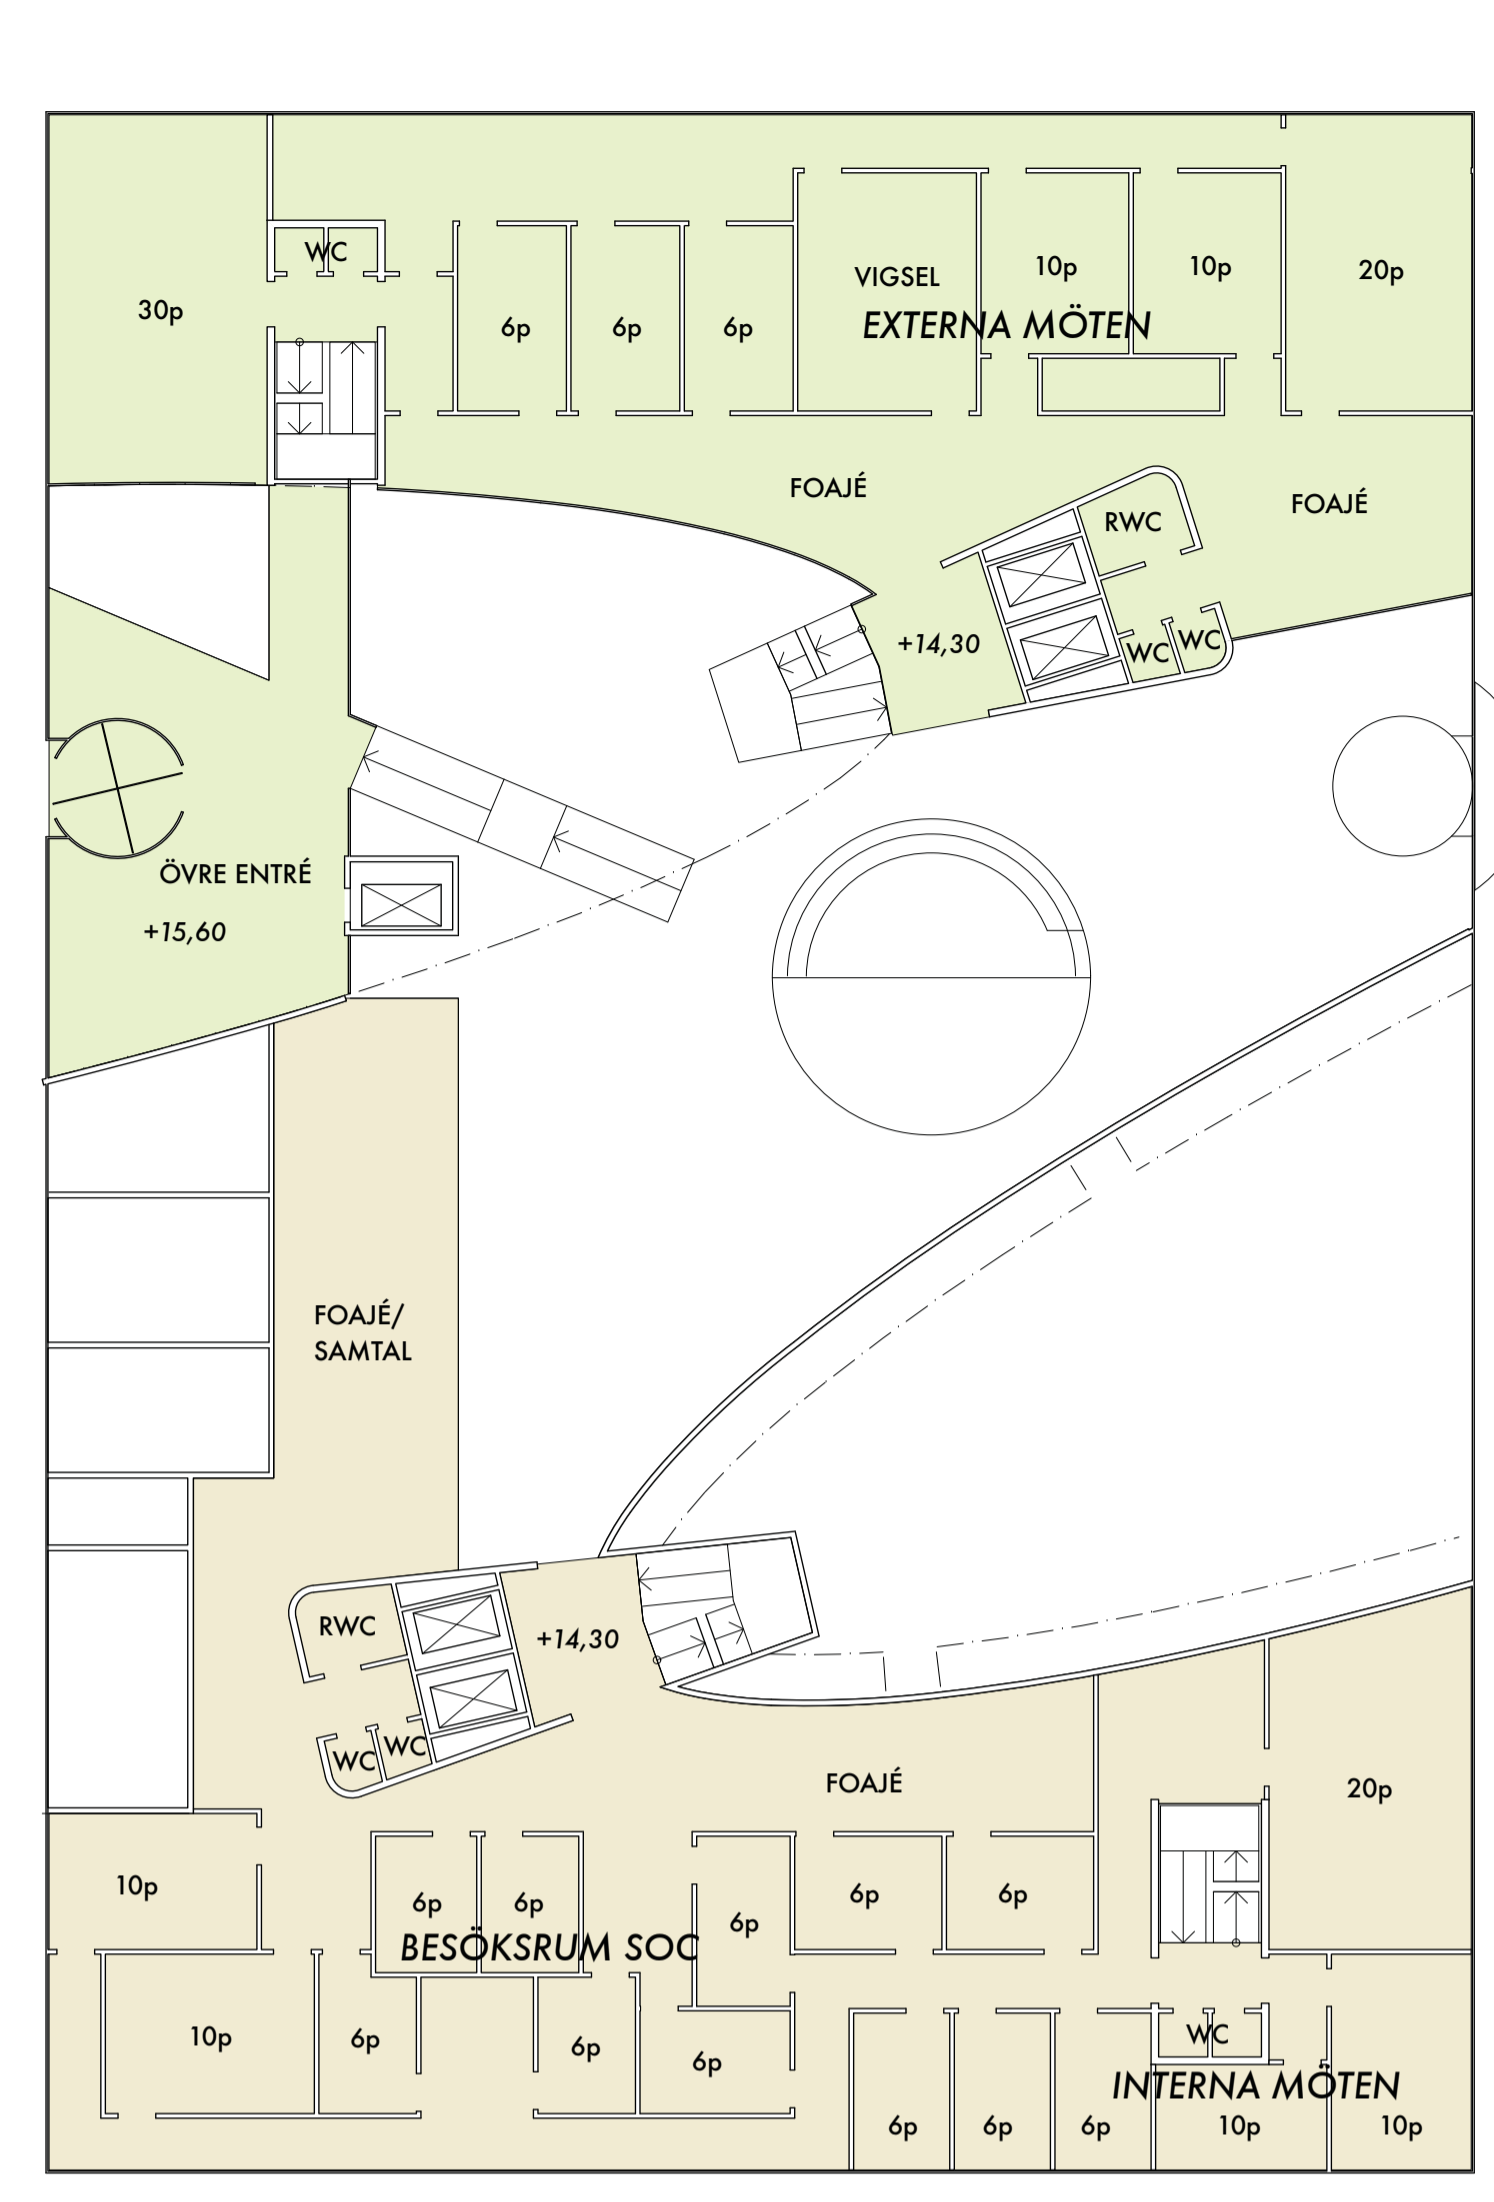 WC
10p
10p
20p
VIGSEL
30p
6p
6p
6p
EXTERNA MÖTEN
FOAJÉ
FOAJÉ
RWC
+14,30
WC
WC
ÖVRE ENTRÉ
+15,60
FOAJÉ/
SAMTAL
RWC
+14,30
WC
WC
FOAJÉ
20p
10p
6p
6p
6p
6p
6p
BESÖKSRUM SOC
10p
6p
6p
6p
WC
INTERNA MÖTEN
6p
6p
6p
10p
10p